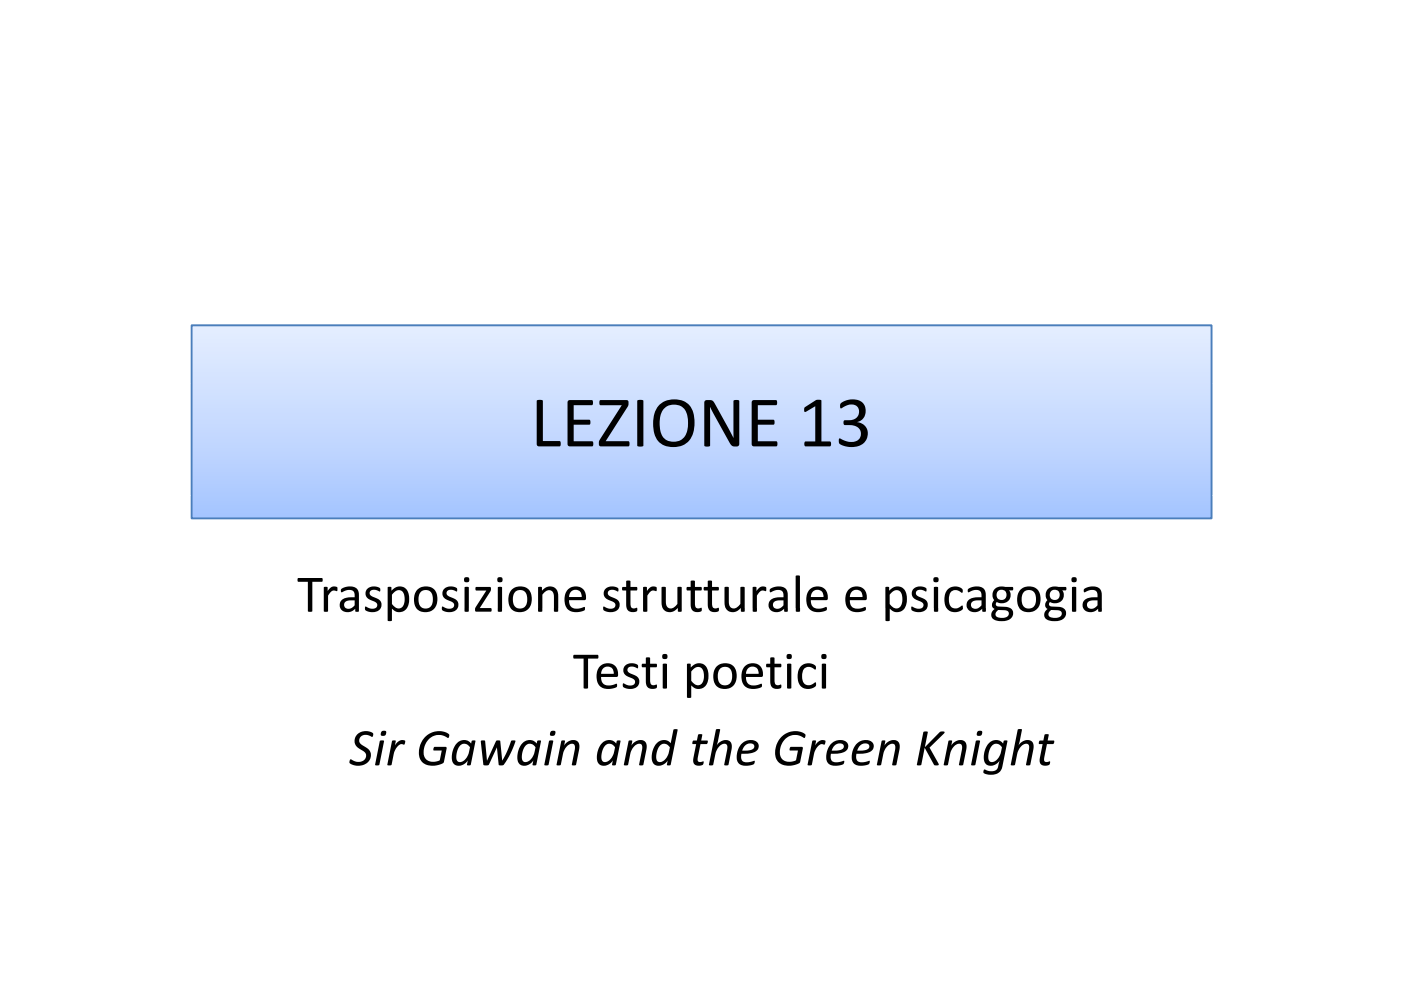 LEZIONE 13
Trasposizione strutturale e psicagogia
Testi poetici
Sir Gawain and the Green Knight